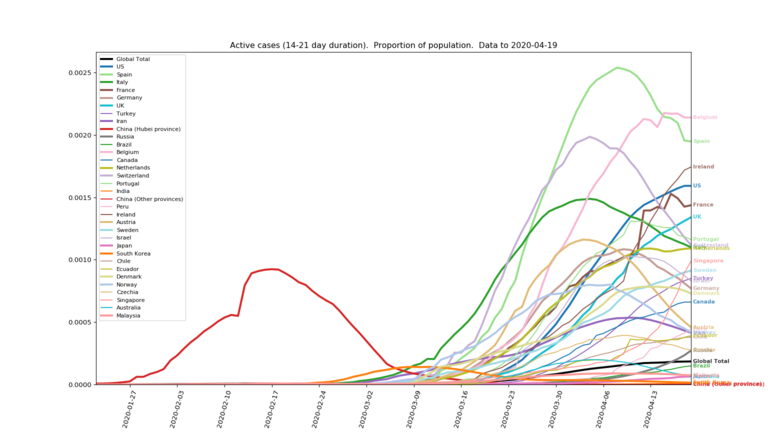 Active cases (14-21 day duration). Proportion of population. Data to 2020-04-19
0.0025
0.0020
0.0015
0.0010
0.0005
0.0000
Global Total
US
Spain
Italy
France
Germany
UK
Turkey
Iran
China (Hubei province)
Russia
Brazil
Belgium
Canada
Netherlands
Switzerland
Portugal
India
China (Other provinces)
Peru
Ireland
Austria
Sweden
Israel
Japan
South Korea
Chile
Ecuador
Denmark
Norway
Czechia
Singapore
Australia
Malaysia
Belgium
Spain
Ireland
US
France
UK
Portugal
Netherlands
Singapore
Sweden
Turkey
Germany
Canada
Global Total
Brazil
China (Other provinces)
2020-01-27
2020-02-03
2020-02-10
2020-02-17
2020-02-24
2020-03-02
2020-03-09
2020-03-16
2020-03-23
2020-03-30
2020-04-06
2020-04-13